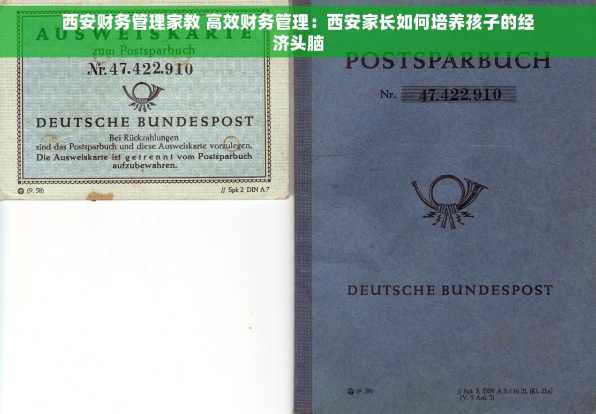 西安财务管理家教 高效财务管理：西安家长如何培养孩子的经
济头脑
AUSWEISKARTE
zum Postsparbuch
Nr. 47.422.910
DEUTSCHE BUNDESPOST
Bei Rückzahlungen
sind das Postsparbuch und diese Ausweiskarte vorzulegen.
Die Ausweiskarte ist getrennt vom Postsparbuch
aufzubewahren.
(9. 58)
// Spk 2, DIN A 7
POSTSPARBUCH
Nr. 47.422.910
DEUTSCHE BUNDESPOST